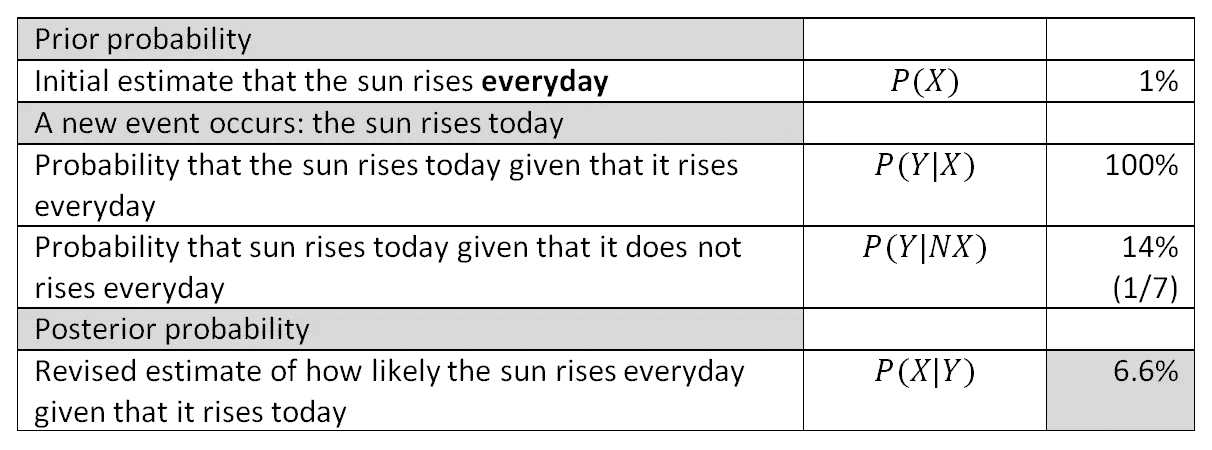 Prior probability
Initial estimate that the sun rises everyday P(X) 1%
A new event occurs: the sun rises today
Probability that the sun rises today given that it rises P(Y|X) 100%
everyday
Probability that sun rises today given that it does not P(Y|NX) 14%
rises everyday (1/7)
Posterior probability
Revised estimate of how likely the sun rises everyday P(X|Y) 6.6%
given that it rises today